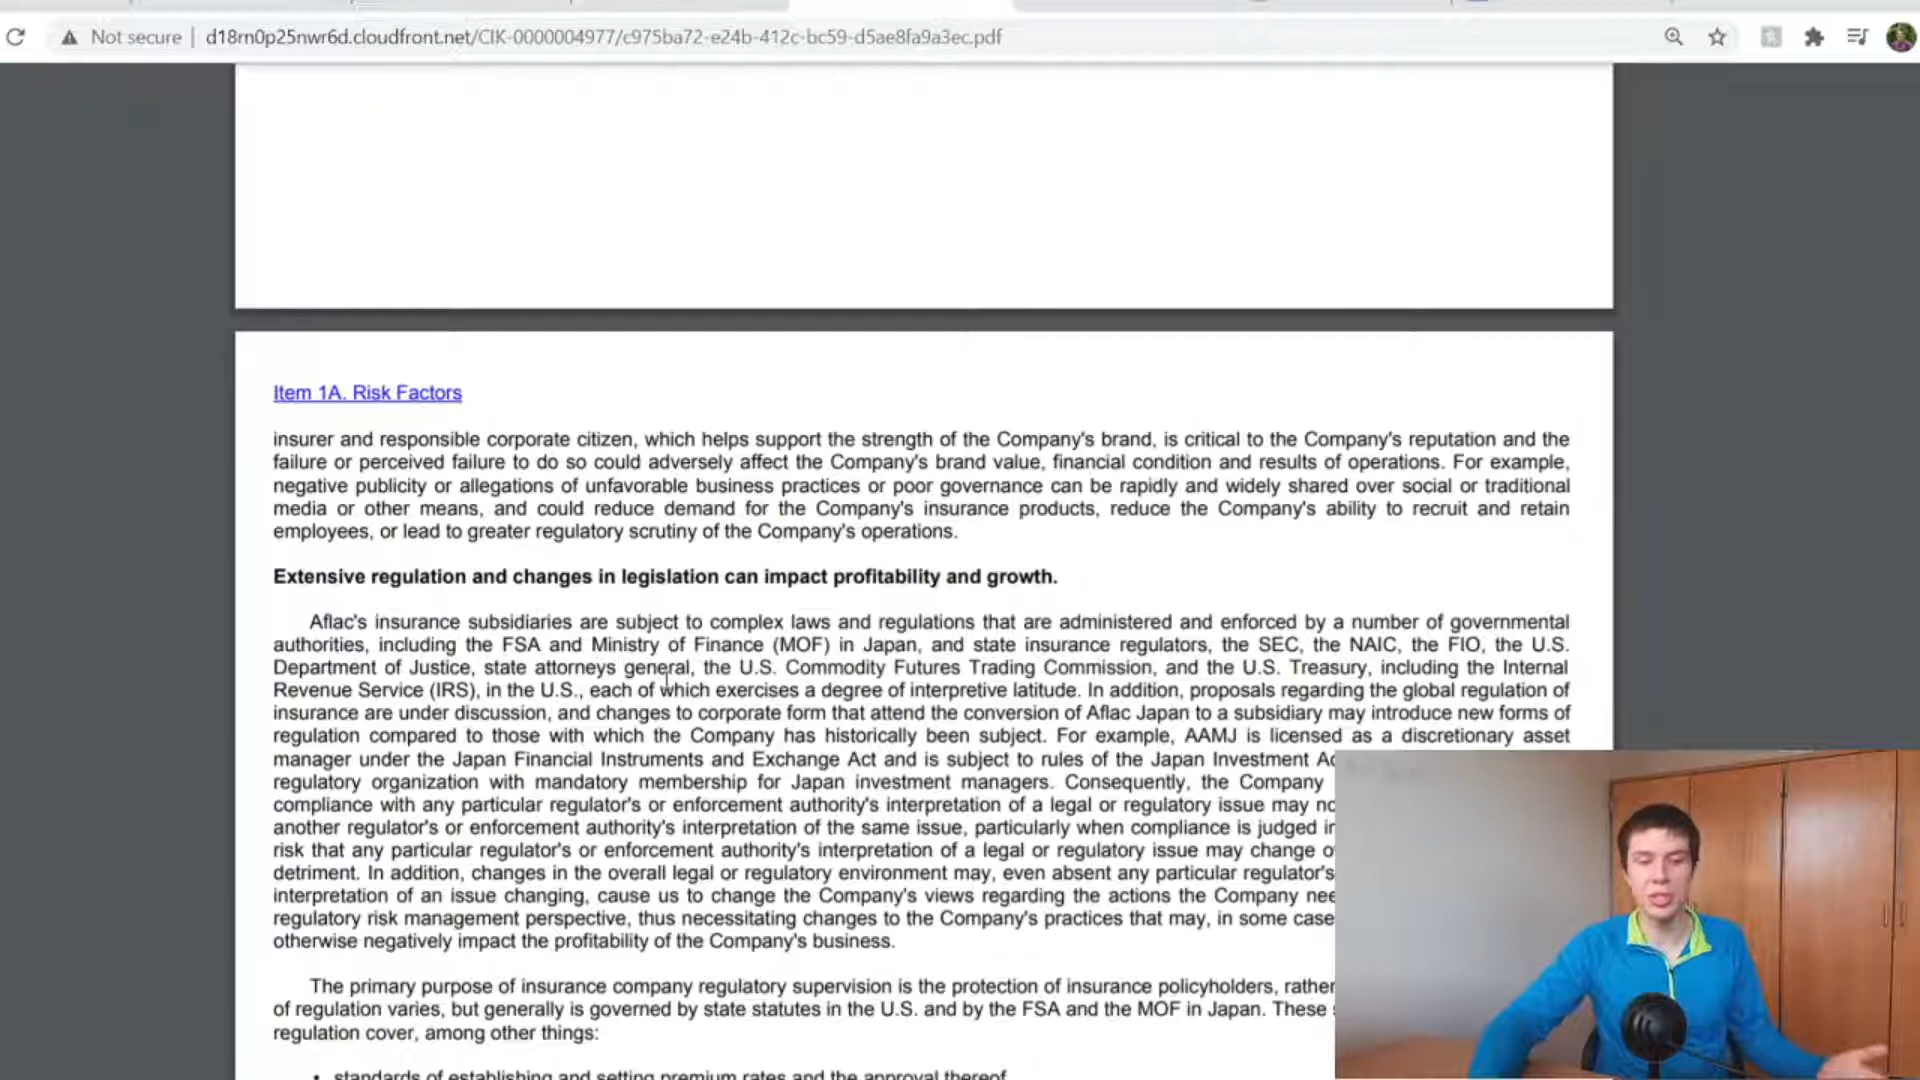 Not secure | d18rn0p25nwr6d.cloudfront.net/CIK-0000004977/c975ba72-e24b-412c-bc59-d5ae8fa9a3ec.pdf
Item 1A. Risk Factors
insurer and responsible corporate citizen, which helps support the strength of the Company's brand, is critical to the Company's reputation and the
failure or perceived failure to do so could adversely affect the Company's brand value, financial condition and results of operations. For example,
negative publicity or allegations of unfavorable business practices or poor governance can be rapidly and widely shared over social or traditional
media or other means, and could reduce demand for the Company's insurance products, reduce the Company's ability to recruit and retain
employees, or lead to greater regulatory scrutiny of the Company's operations.
Extensive regulation and changes in legislation can impact profitability and growth.
Aflac's insurance subsidiaries are subject to complex laws and regulations that are administered and enforced by a number of governmental
authorities, including the FSA and Ministry of Finance (MOF) in Japan, and state insurance regulators, the SEC, the NAIC, the FIO, the U.S.
Department of Justice, state attorneys general, the U.S. Commodity Futures Trading Commission, and the U.S. Treasury, including the Internal
Revenue Service (IRS), in the U.S., each of which exercises a degree of interpretive latitude. In addition, proposals regarding the global regulation of
insurance are under discussion, and changes to corporate form that attend the conversion of Aflac Japan to a subsidiary may introduce new forms of
regulation compared to those with which the Company has historically been subject. For example, AAMJ is licensed as a discretionary asset
manager under the Japan Financial Instruments and Exchange Act and is subject to rules of the Japan Investment
regulatory organization with mandatory membership for Japan investment managers. Consequently, the Company
compliance with any particular regulator's or enforcement authority's interpretation of a legal or regulatory issue may
another regulator's or enforcement authority's interpretation of the same issue, particularly when compliance is judged
risk that any particular regulator's or enforcement authority's interpretation of a legal or regulatory issue may change
detriment. In addition, changes in the overall legal or regulatory environment may, even absent any particular regulator's
interpretation of an issue changing, cause us to change the Company's views regarding the actions the Company
regulatory risk management perspective, thus necessitating changes to the Company's practices that may, in some
otherwise negatively impact the profitability of the Company's business.
The primary purpose of insurance company regulatory supervision is the protection of insurance policyholders, rather
of regulation varies, but generally is governed by state statutes in the U.S. and by the FSA and the MOF in Japan. These
regulation cover, among other things:
• standards of establishing and setting premium rates and the approval thereof